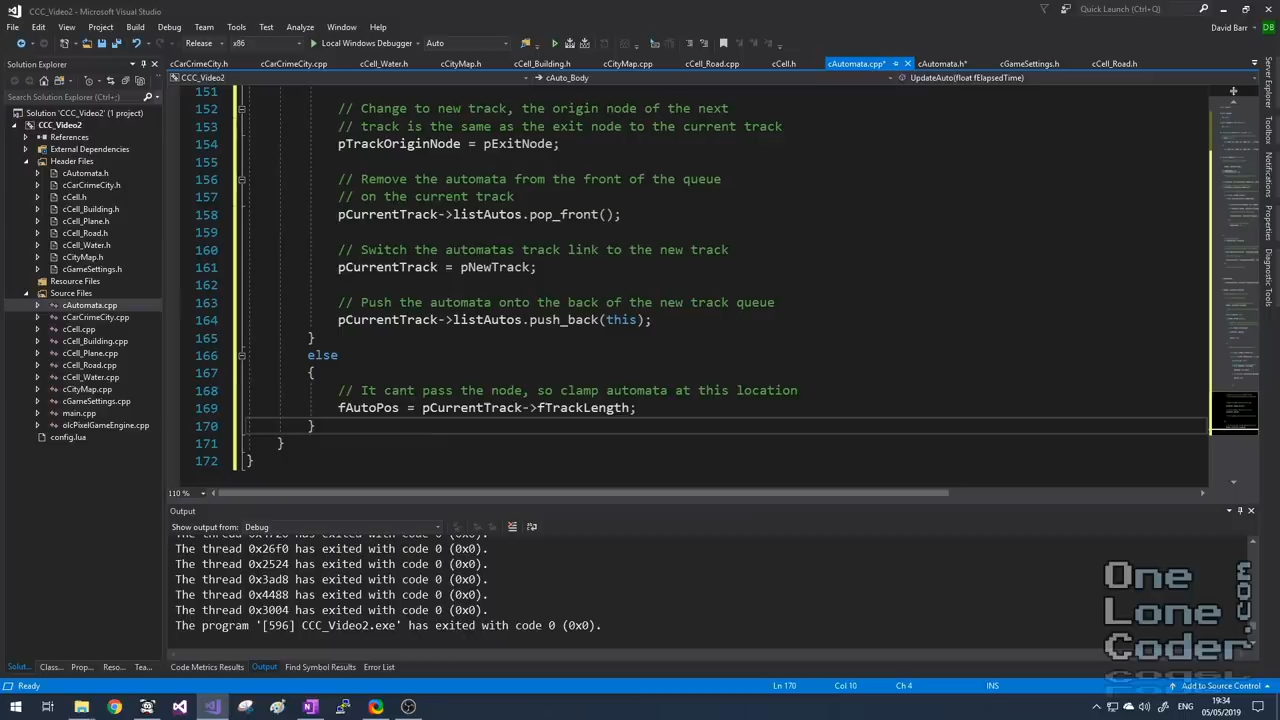 CCC_Video2 - Microsoft Visual Studio
Quick Launch (Ctrl+Q)
File Edit View Project Build Debug Team Tools Test Analyze Window Help
David Barr DB
Release x86 Local Windows Debugger Auto
Solution Explorer
cCarCrimeCity.h cCarCrimeCity.cpp cCell_Water.h cCityMap.h cCell_Building.h cCityMap.cpp cCell_Road.cpp cCell.h cAutomata.cpp* cAutomata.h* cGameSettings.h cCell_Road.h
CCC_Video2 cAuto_Body UpdateAuto(float fElapsedTime)
Search Solution Explorer (Ctrl+;)
Solution 'CCC_Video2' (1 project)
CCC_Video2
References
External Dependencies
Header Files
cAutomata.h
cCarCrimeCity.h
cCell.h
cCell_Building.h
cCell_Plane.h
cCell_Road.h
cCell_Water.h
cCityMap.h
cGameSettings.h
Resource Files
Source Files
cAutomata.cpp
cCarCrimeCity.cpp
cCell.cpp
cCell_Building.cpp
cCell_Plane.cpp
cCell_Road.cpp
cCell_Water.cpp
cCityMap.cpp
cGameSettings.cpp
main.cpp
olcPixelGameEngine.cpp
config.lua
151
152 // Change to new track, the origin node of the next
153 // track is the same as the exit node to the current track
154 pTrackOriginNode =
155
156 // Remove the automata from the front of the queue
157 // on the current track
158 pCurrentTrack->listAutos.pop_front();
159
160 // Switch the automatas track link to the new track
161 pCurrentTrack = pNewTrack;
162
163 // Push the automata onto the back of the new track queue
164 pCurrentTrack->listAutos.push_back(this);
165 }
166 else
167 {
168 // It cant pass the node, so clamp automata at this location
169 fAutoPos = pCurrentTrack->fTrackLength;
170 }
171 }
172 }
110 %
Output
Show output from: Debug
The thread 0x26f0 has exited with code 0 (0x0).
The thread 0x2524 has exited with code 0 (0x0).
The thread 0x3ad8 has exited with code 0 (0x0).
The thread 0x4488 has exited with code 0 (0x0).
The thread 0x3004 has exited with code 0 (0x0).
The program '[596] CCC_Video2.exe' has exited with code 0 (0x0).
Solut... Class... Prop... Reso... Tea...
Code Metrics Results Output Find Symbol Results Error List
Server Explorer
Toolbox
Notifications
Properties
Diagnostic Tools
One
Lone
Coder
.com
Ready Ln 170 Col 10 Ch 4 INS Add to Source Control
ENG
19:34
05/05/2019